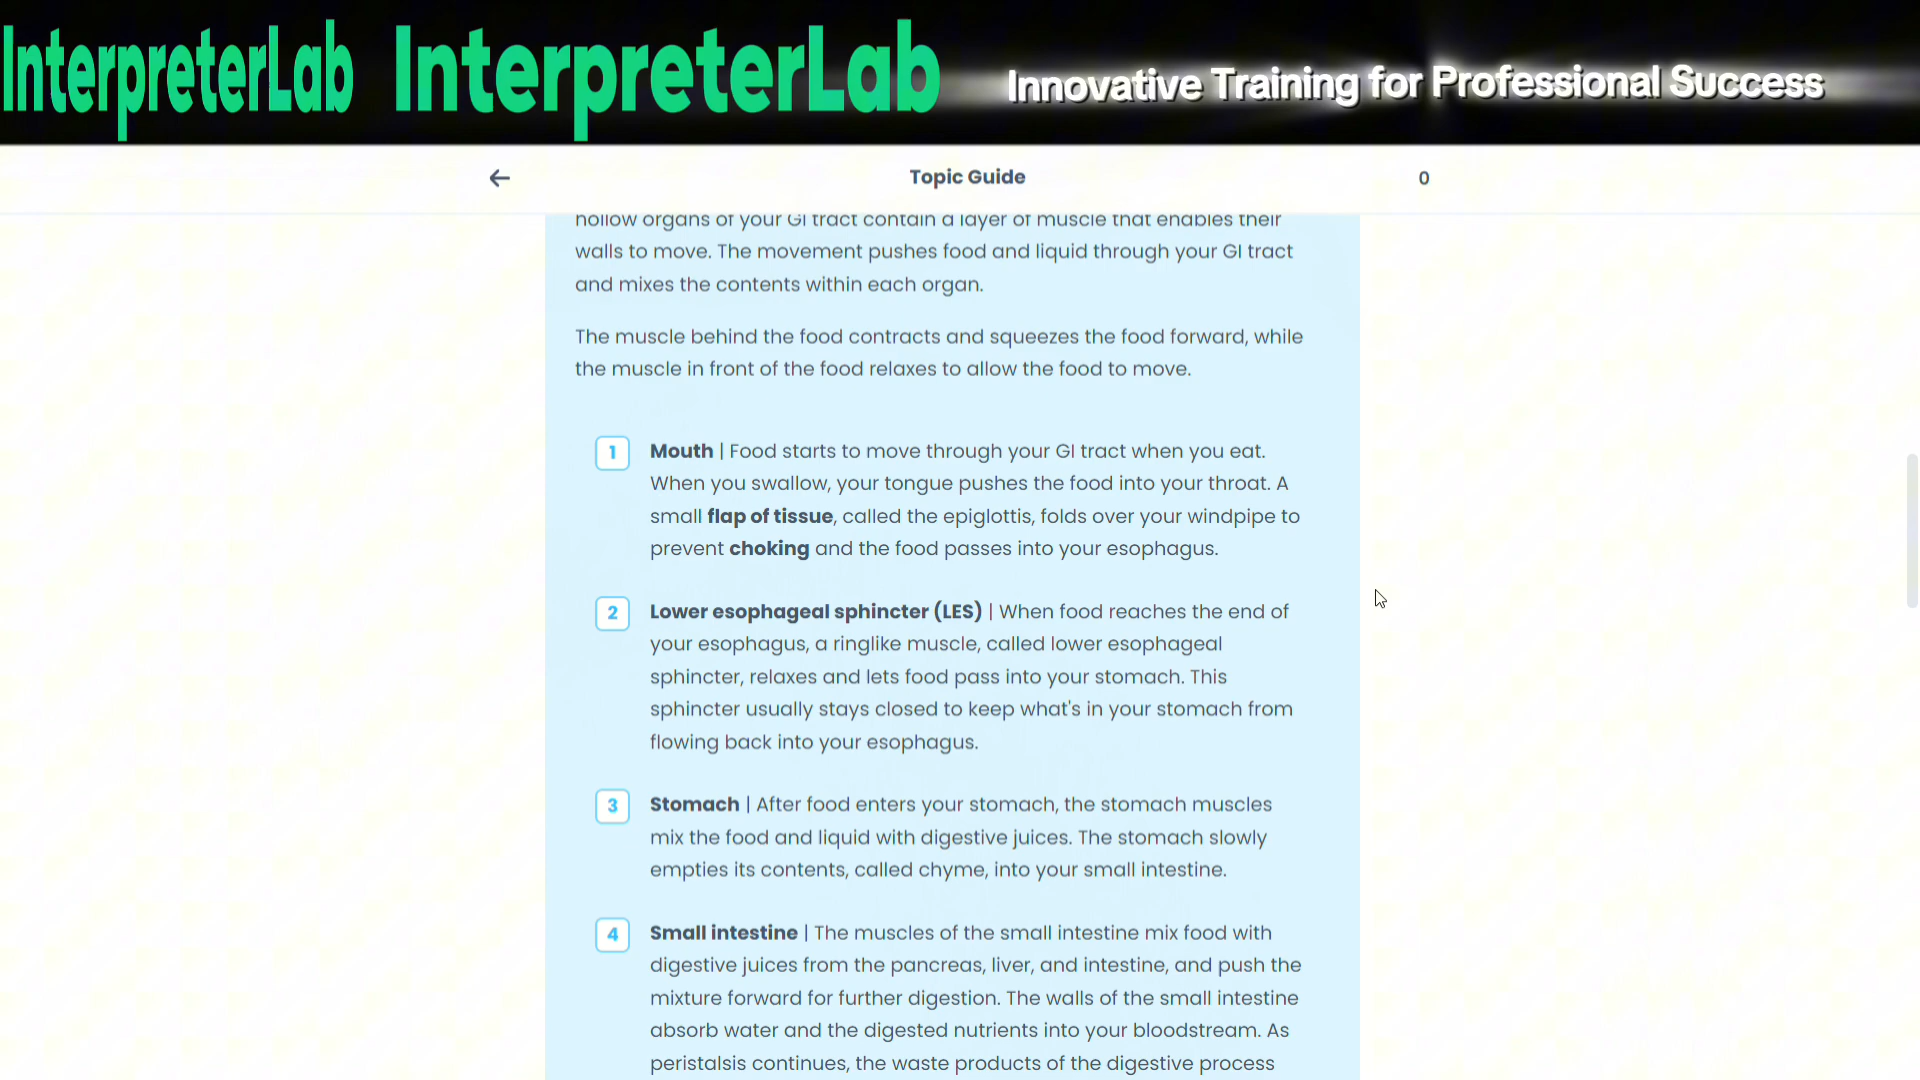 InterpreterLab InterpreterLab Innovative Training for Professional Success
Topic Guide 0
hollow organs of your GI tract contain a layer of muscle that enables their
walls to move. The movement pushes food and liquid through your GI tract
and mixes the contents within each organ.
The muscle behind the food contracts and squeezes the food forward, while
the muscle in front of the food relaxes to allow the food to move.
1 Mouth | Food starts to move through your GI tract when you eat.
When you swallow, your tongue pushes the food into your throat. A
small flap of tissue, called the epiglottis, folds over your windpipe to
prevent choking and the food passes into your esophagus.
2 Lower esophageal sphincter (LES) | When food reaches the end of
your esophagus, a ringlike muscle, called lower esophageal
sphincter, relaxes and lets food pass into your stomach. This
sphincter usually stays closed to keep what's in your stomach from
flowing back into your esophagus.
3 Stomach | After food enters your stomach, the stomach muscles
mix the food and liquid with digestive juices. The stomach slowly
empties its contents, called chyme, into your small intestine.
4 Small intestine | The muscles of the small intestine mix food with
digestive juices from the pancreas, liver, and intestine, and push the
mixture forward for further digestion. The walls of the small intestine
absorb water and the digested nutrients into your bloodstream. As
peristalsis continues, the waste products of the digestive process